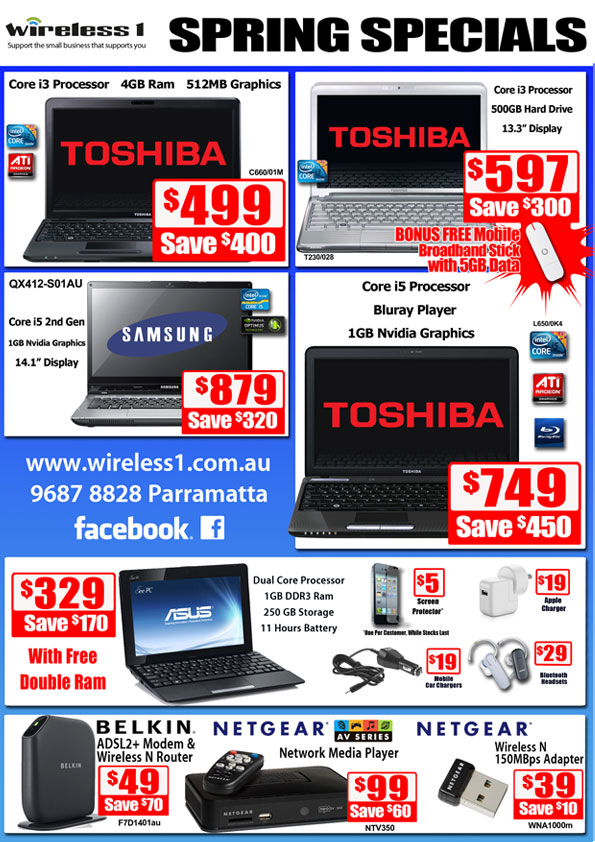 wireless1
Support the small business that supports you
SPRING SPECIALS
Core i3 Processor 4GB Ram 512MB Graphics
TOSHIBA
TOSHIBA
C660/01M
$499
Save $400
Core i3 Processor
500GB Hard Drive
13.3" Display
TOSHIBA
$597
Save $300
T230/028
BONUS FREE Mobile
Broadband Stick
with 5GB Data
QX412-S01AU
Core i5 2nd Gen
1GB Nvidia Graphics
14.1" Display
SAMSUNG
SAMSUNG
$879
Save $320
Core i5 Processor
Bluray Player
1GB Nvidia Graphics
L650/0K4
TOSHIBA
TOSHIBA
$749
Save $450
www.wireless1.com.au
9687 8828 Parramatta
facebook
$329
Save $170
With Free
Double Ram
Eee PC
ASUS
Dual Core Processor
1GB DDR3 Ram
250 GB Storage
11 Hours Battery
$5
Screen
Protector*
*One Per Customer, While Stocks Last
$19
Apple
Charger
$19
Mobile
Car Chargers
$29
Bluetooth
Headsets
BELKIN
ADSL2+ Modem &
Wireless N Router
BELKIN
$49
Save $70
F7D1401au
NETGEAR
AV SERIES
Network Media Player
NETGEAR
$99
Save $60
NTV350
NETGEAR
Wireless N
150MBps Adapter
NETGEAR
$39
Save $10
WNA1000m